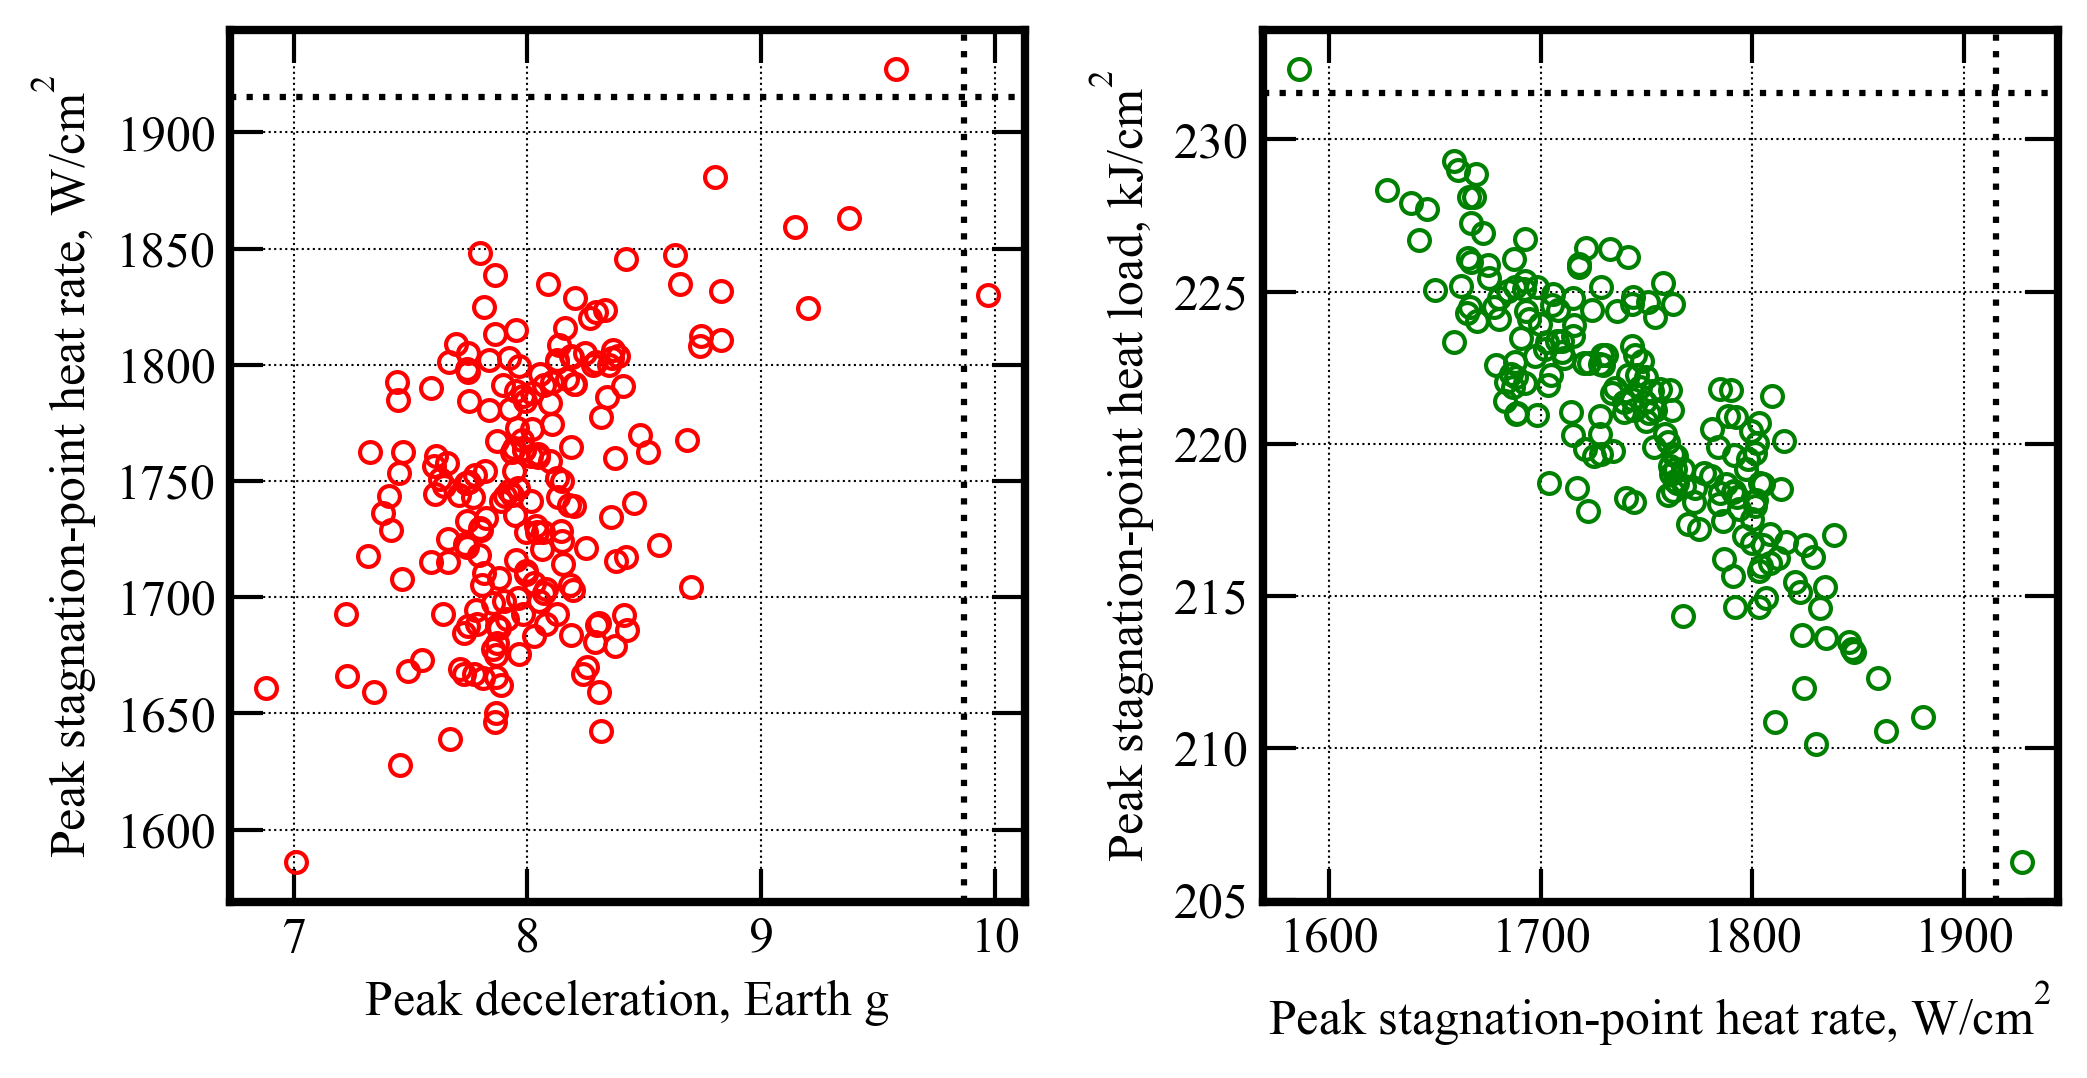 Peak stagnation-point heat rate, W/cm²
1900
1850
1800
1750
1700
1650
1600
7 8 9 10
Peak deceleration, Earth g
Peak stagnation-point heat load, kJ/cm²
230
225
220
215
210
205
1600 1700 1800 1900
Peak stagnation-point heat rate, W/cm²